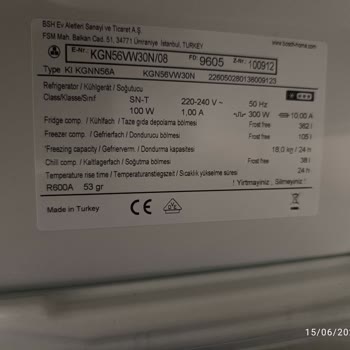 BSH Ev Aletleri Sanayi ve Ticaret A.Ş.
FSM Mah. Balkan Cad. No: 51, 34771 Ümraniye İstanbul, TURKEY
www.bosch-home.com
E-Nr.: KGN56VW30N/08 FD 9605 S-Nr.: 100912
Type KI KGNN56A KGN56VW30N 226050280138009123
Refrigerator / Kühlschrank / Soğutucu
Class/Klasse/Sınıf SN-T 220-240 V ~ 50 Hz
100 W 1,00 A 300 W 10,00 A
Fridge comp / Kühlfach / Taze gıda depolama bölmesi Frost free 362 l
Freezer comp. / Gefrierfach / Dondurucu bölmesi Frost free 105 l
*Freezing capacity / Gefrierverm. / Dondurma kapasitesi 18,0 kg / 24 h
Chill comp. / Kaltlagerfach / Soğutma bölmesi 38 l
Temperature rise time / Temperaturanstiegszeit / Sıcaklık yükselme süresi 24 h
R600A 53 gr ! Yırtmayınız , Silmeyiniz !
Made in Turkey CE
15/06/20